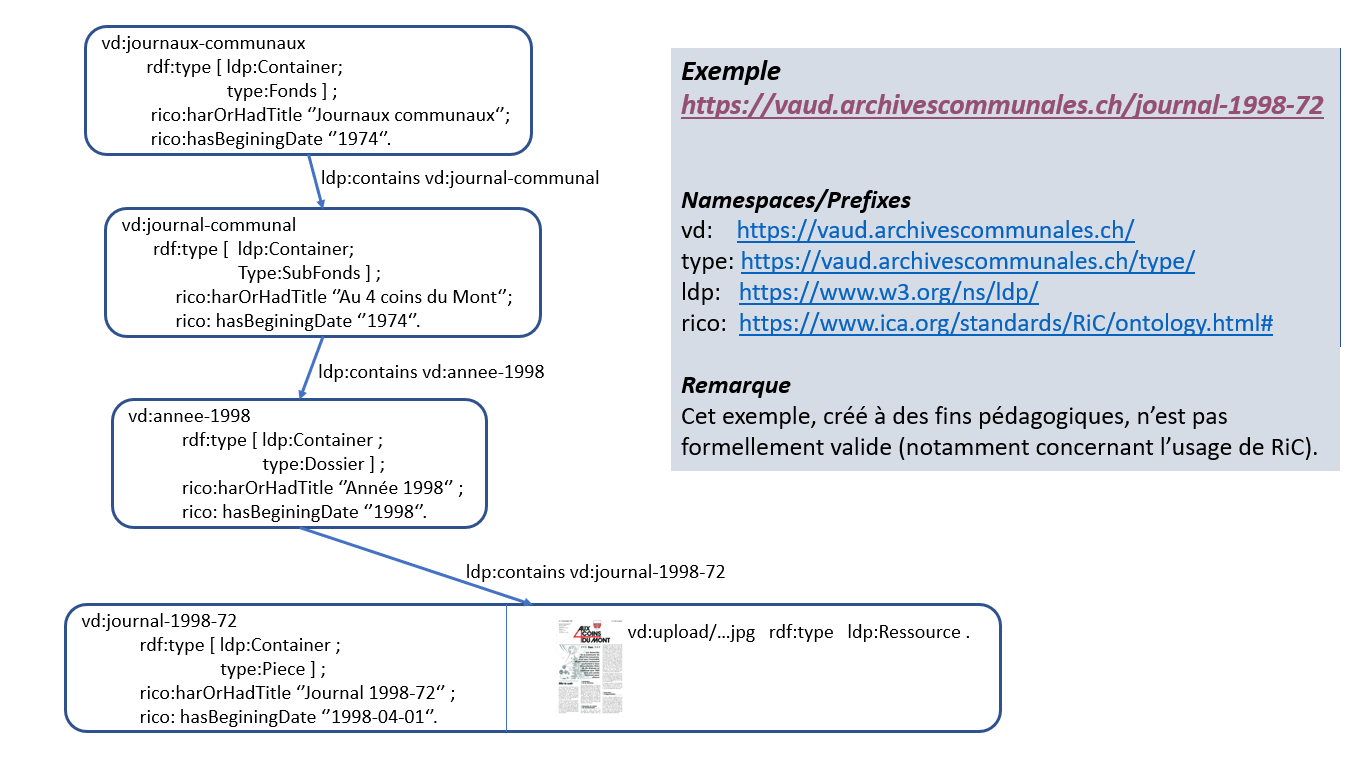 vd:journaux-communaux
rdf:type [ ldp:Container;
type:Fonds ] ;
rico:harOrHadTitle “Journaux communaux“;
rico:hasBeginingDate “1974“.
ldp:contains vd:journal-communal
vd:journal-communal
rdf:type [ ldp:Container;
Type:SubFonds ] ;
rico:harOrHadTitle “Au 4 coins du Mont“;
rico: hasBeginingDate “1974“.
ldp:contains vd:annee-1998
vd:annee-1998
rdf:type [ ldp:Container ;
type:Dossier ] ;
rico:harOrHadTitle “Année 1998“ ;
rico: hasBeginingDate “1998“.
ldp:contains vd:journal-1998-72
vd:journal-1998-72
rdf:type [ ldp:Container ;
type:Piece ] ;
rico:harOrHadTitle “Journal 1998-72“ ;
rico: hasBeginingDate “1998-04-01“.
AUX
4 COINS
DU MONT
vd:upload/...jpg rdf:type ldp:Ressource .
Exemple
https://vaud.archivescommunales.ch/journal-1998-72
Namespaces/Prefixes
vd: https://vaud.archivescommunales.ch/
type: https://vaud.archivescommunales.ch/type/
ldp: https://www.w3.org/ns/ldp/
rico: https://www.ica.org/standards/RiC/ontology.html#
Remarque
Cet exemple, créé à des fins pédagogiques, n’est pas
formellement valide (notamment concernant l’usage de RiC).